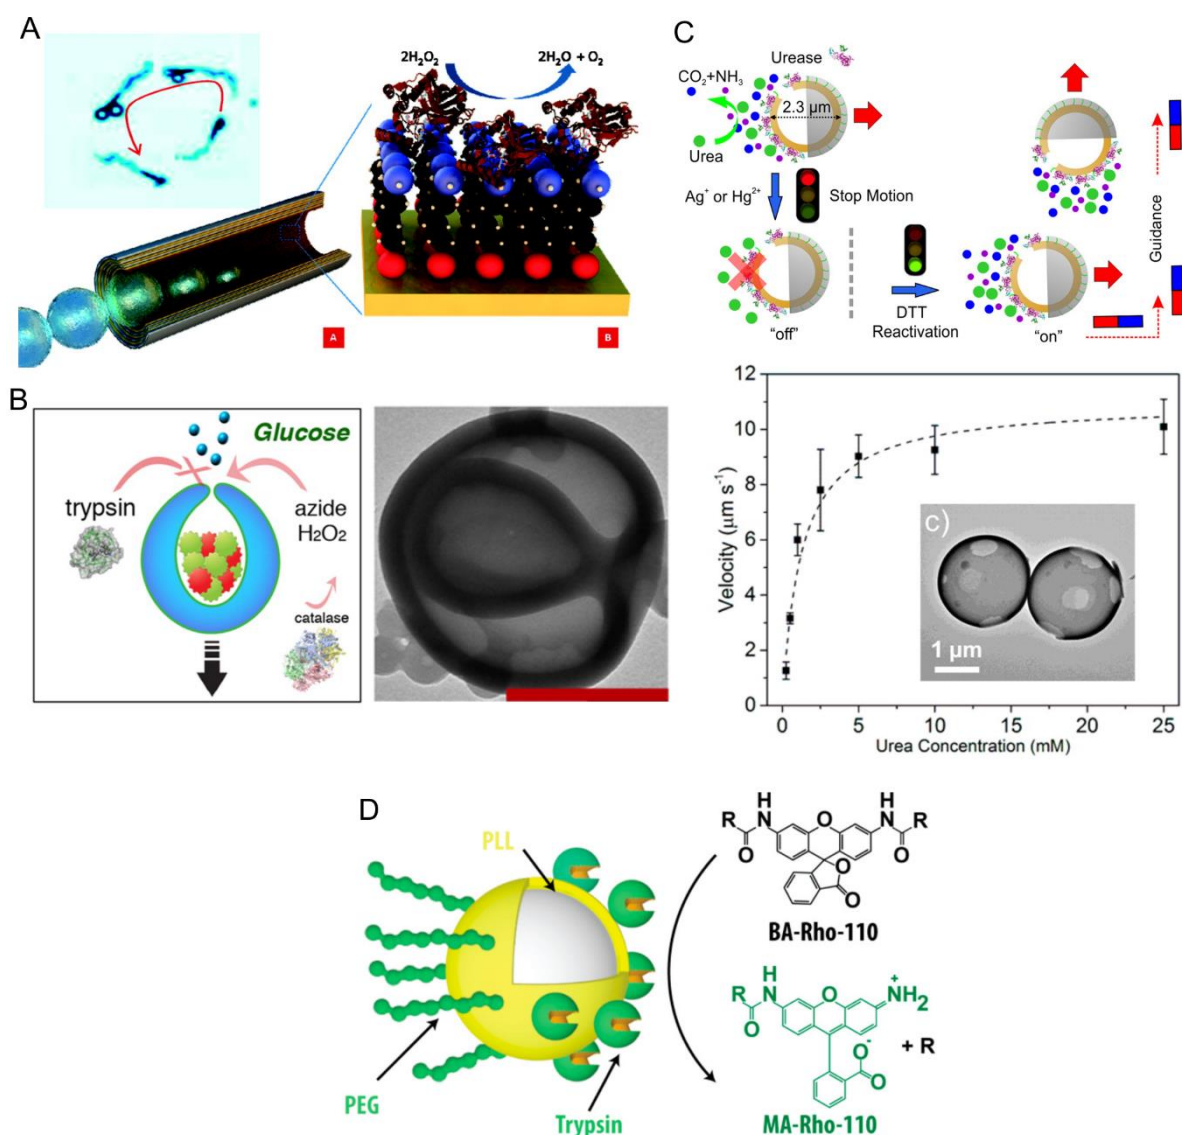 A
2H₂O₂
2H₂O + O₂
A
B
C
Urease
CO₂+NH₃
2.3 μm
Urea
Ag⁺ or Hg²⁺
Stop Motion
Guidance
DTT
Reactivation
"off"
"on"
B
Glucose
trypsin
azide
H₂O₂
catalase
12
10
8
6
4
2
0
Velocity (μm s⁻¹)
c)
1 μm
0
5
10
15
20
25
Urea Concentration (mM)
D
PLL
PEG
Trypsin
H
N
R
O
O
H
N
R
O
O
O
BA-Rho-110
H
N
R
O
O
+
NH₂
O⁻
O
+ R
MA-Rho-110